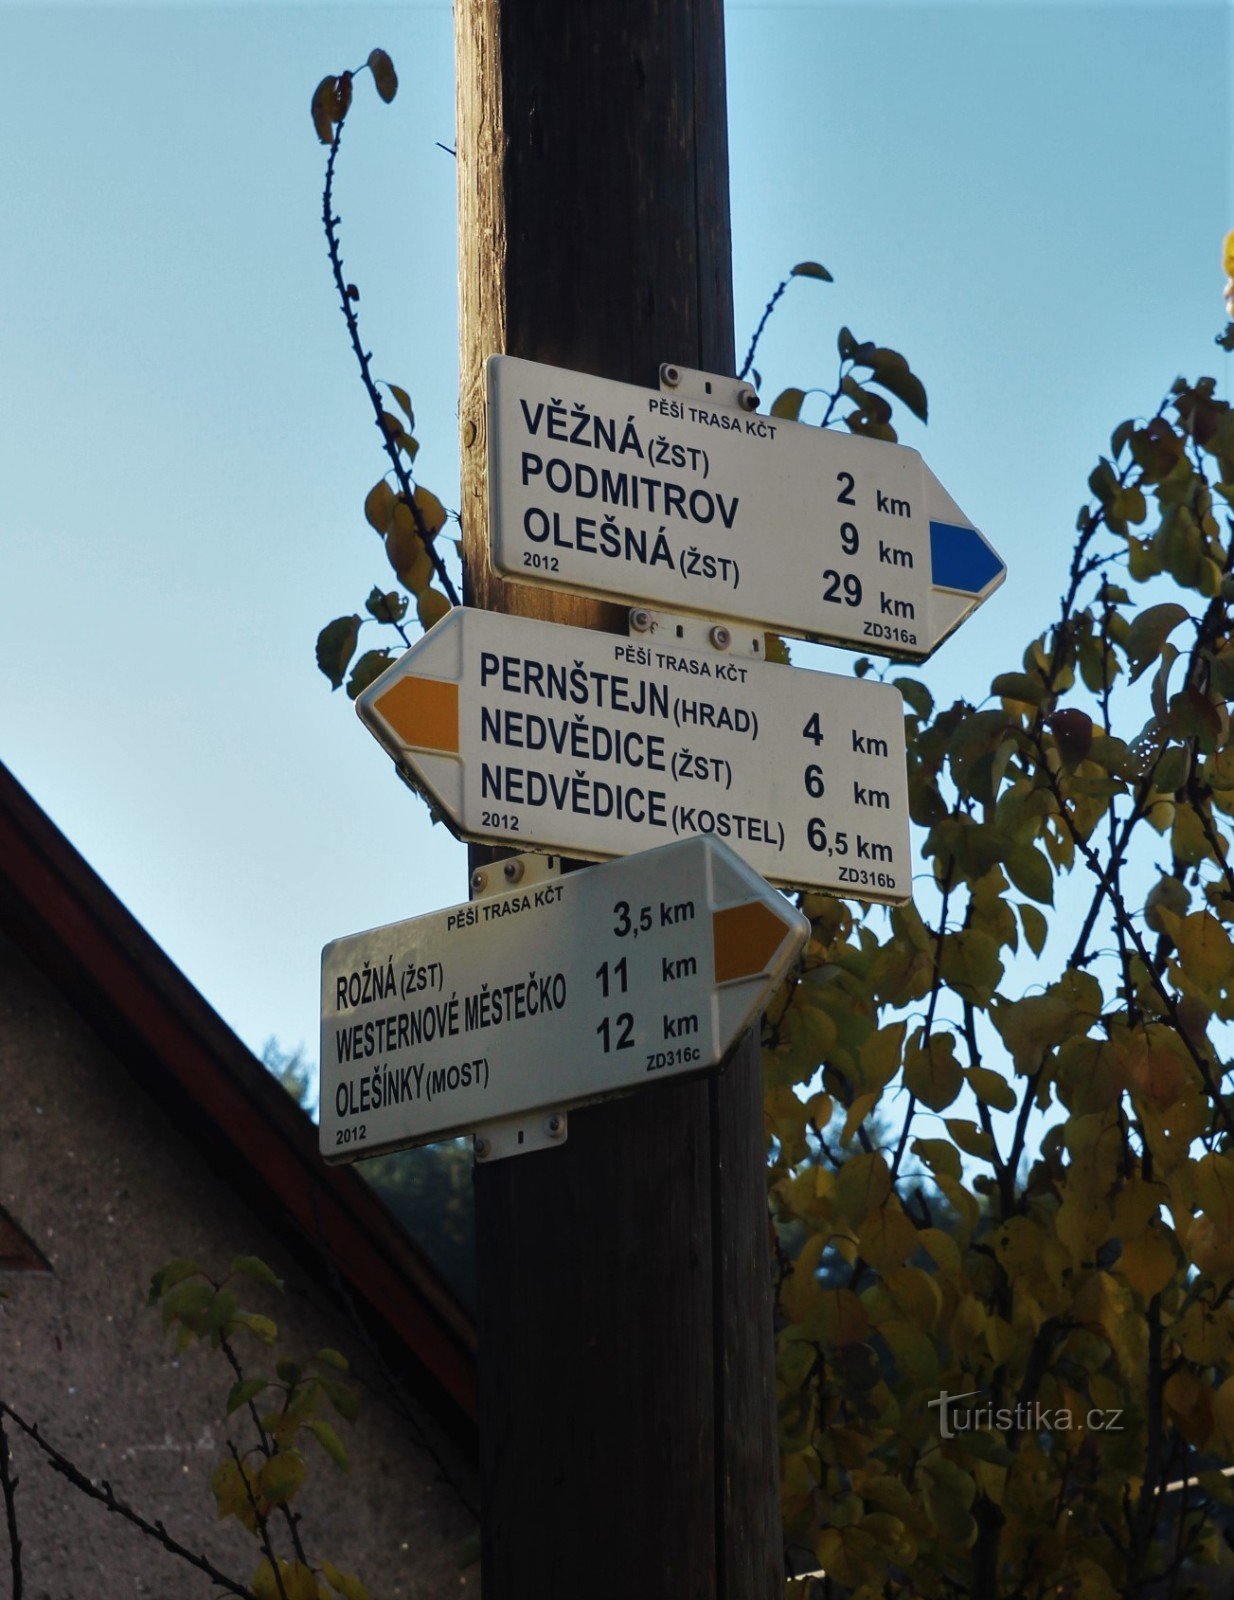 PĚŠÍ TRASA KČT
VĚŽNÁ (ŽST) 2 km
PODMITROV 9 km
OLEŠNÁ (ŽST) 29 km
2012 ZD316a
PĚŠÍ TRASA KČT
PERNŠTEJN (HRAD) 4 km
NEDVĚDICE (ŽST) 6 km
NEDVĚDICE (KOSTEL) 6,5 km
2012 ZD316b
PĚŠÍ TRASA KČT
ROŽNÁ (ŽST) 3,5 km
WESTERNOVÉ MĚSTEČKO 11 km
OLEŠÍNKY (MOST) 12 km
2012 ZD316c
Turistika.cz